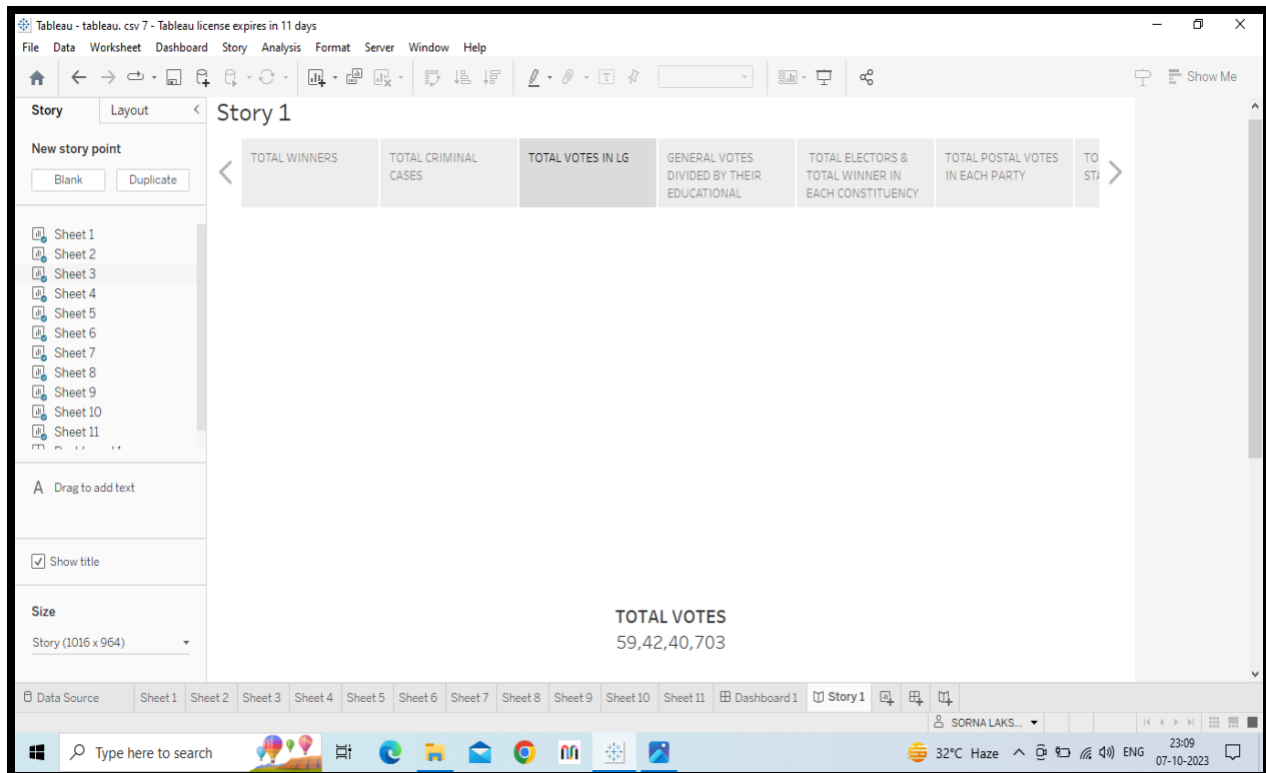 Tableau - tableau. csv 7 - Tableau license expires in 11 days
File Data Worksheet Dashboard Story Analysis Format Server Window Help
Show Me
Story Layout
New story point
Blank Duplicate
Sheet 1
Sheet 2
Sheet 3
Sheet 4
Sheet 5
Sheet 6
Sheet 7
Sheet 8
Sheet 9
Sheet 10
Sheet 11
A Drag to add text
Show title
Size
Story (1016 x 964)
Story 1
TOTAL WINNERS
TOTAL CRIMINAL
CASES
TOTAL VOTES IN LG
GENERAL VOTES
DIVIDED BY THEIR
EDUCATIONAL
TOTAL ELECTORS &
TOTAL WINNER IN
EACH CONSTITUENCY
TOTAL POSTAL VOTES
IN EACH PARTY
TO
STA
TOTAL VOTES
59,42,40,703
Data Source Sheet 1 Sheet 2 Sheet 3 Sheet 4 Sheet 5 Sheet 6 Sheet 7 Sheet 8 Sheet 9 Sheet 10 Sheet 11 Dashboard 1 Story 1
SORNA LAKS...
Type here to search
32°C Haze ENG
23:09
07-10-2023